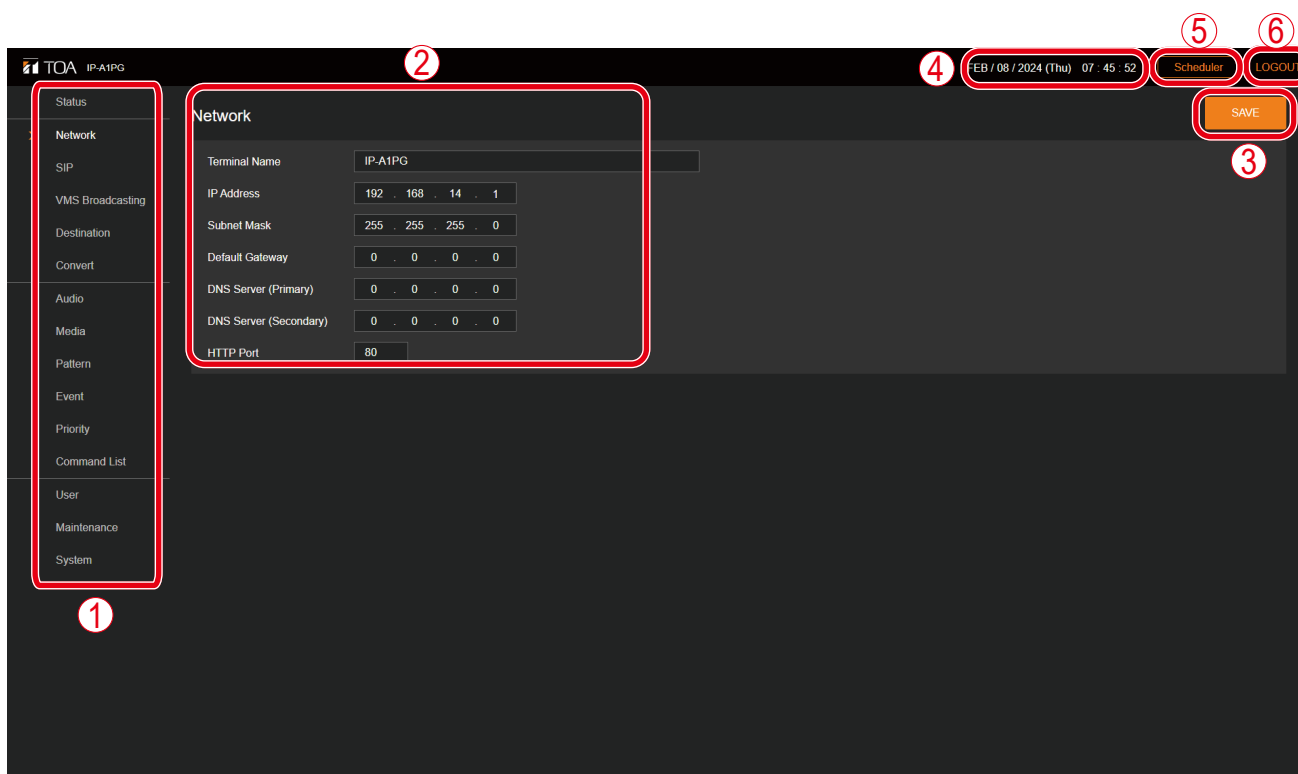 ⑤ ⑥
② ④
TOA IP-A1PG FEB / 08 / 2024 (Thu) 07 : 45 : 52 Scheduler LOGOUT
Status
Network
SIP
VMS Broadcasting
Destination
Convert
Audio
Media
Pattern
Event
Priority
Command List
User
Maintenance
System
①
Network SAVE
③
Terminal Name IP-A1PG
IP Address 192 . 168 . 14 . 1
Subnet Mask 255 . 255 . 255 . 0
Default Gateway 0 . 0 . 0 . 0
DNS Server (Primary) 0 . 0 . 0 . 0
DNS Server (Secondary) 0 . 0 . 0 . 0
HTTP Port 80